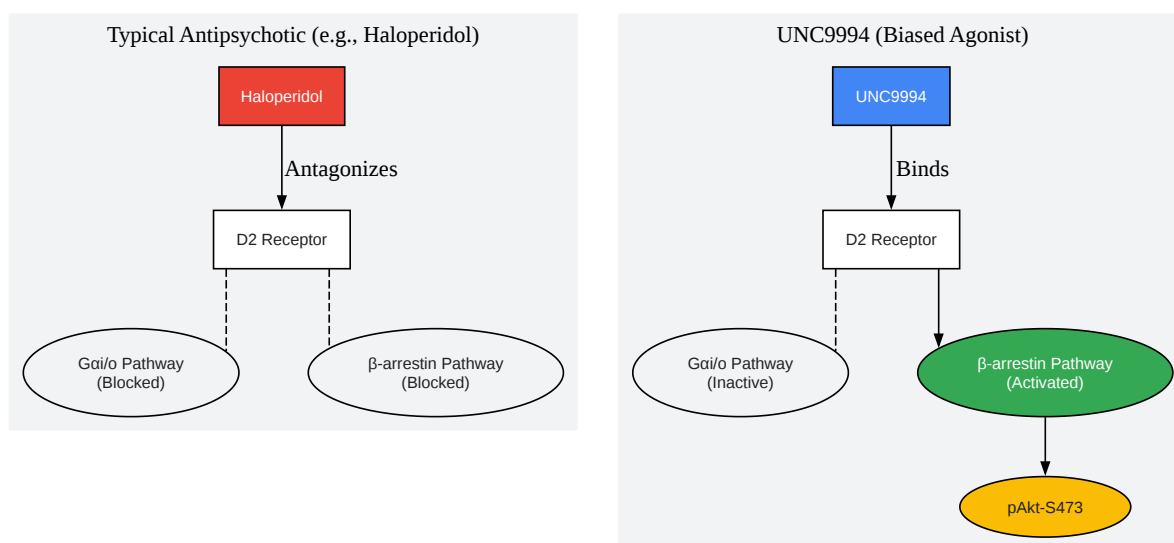 Typical Antipsychotic (e.g., Haloperidol)
Haloperidol
Antagonizes
D2 Receptor
Gαi/o Pathway
(Blocked)
β-arrestin Pathway
(Blocked)
UNC9994 (Biased Agonist)
UNC9994
Binds
D2 Receptor
Gαi/o Pathway
(Inactive)
β-arrestin Pathway
(Activated)
pAkt-S473